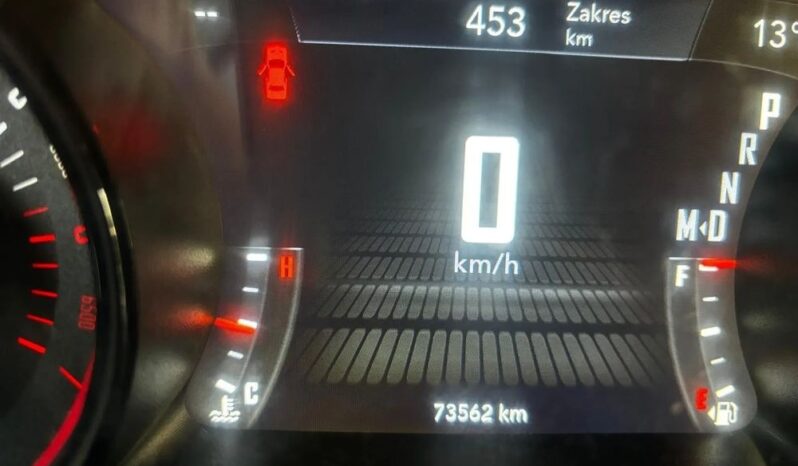 --
453
Zakres
km
13°
P
R
N
M◂D
0
km/h
H
F
C
E
73562 km